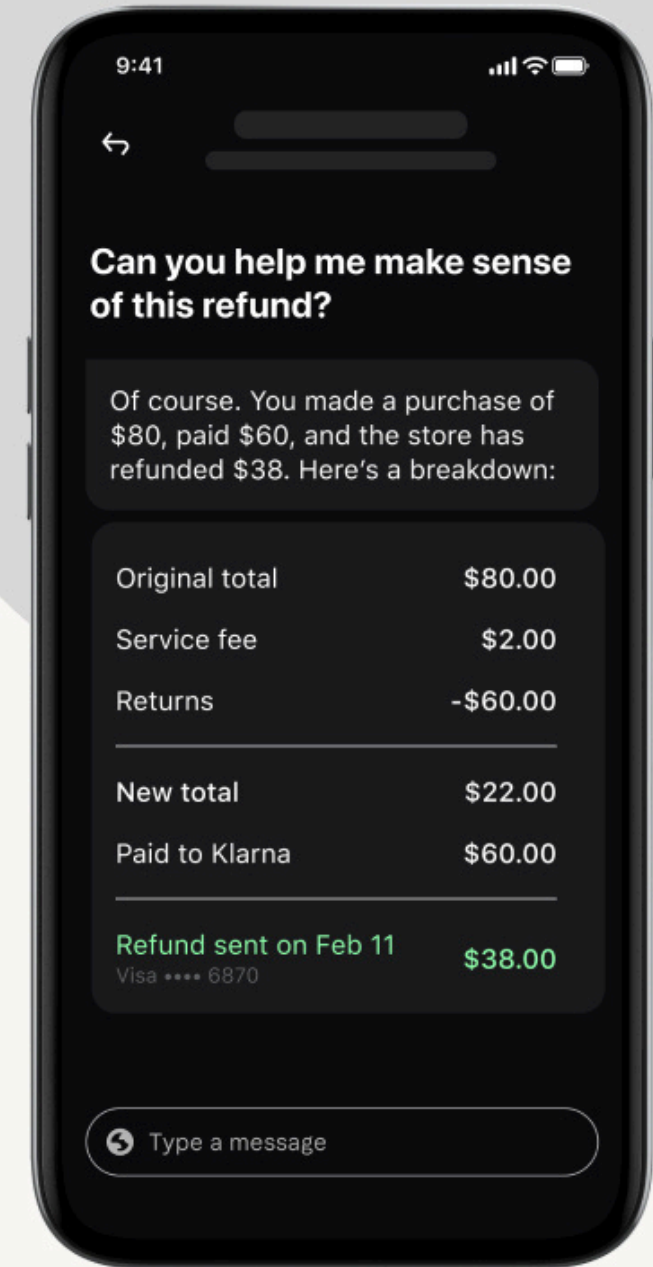 9:41
Can you help me make sense
of this refund?
Of course. You made a purchase of
$80, paid $60, and the store has
refunded $38. Here’s a breakdown:
Original total $80.00
Service fee $2.00
Returns -$60.00
New total $22.00
Paid to Klarna $60.00
Refund sent on Feb 11 $38.00
Visa •••• 6870
Type a message